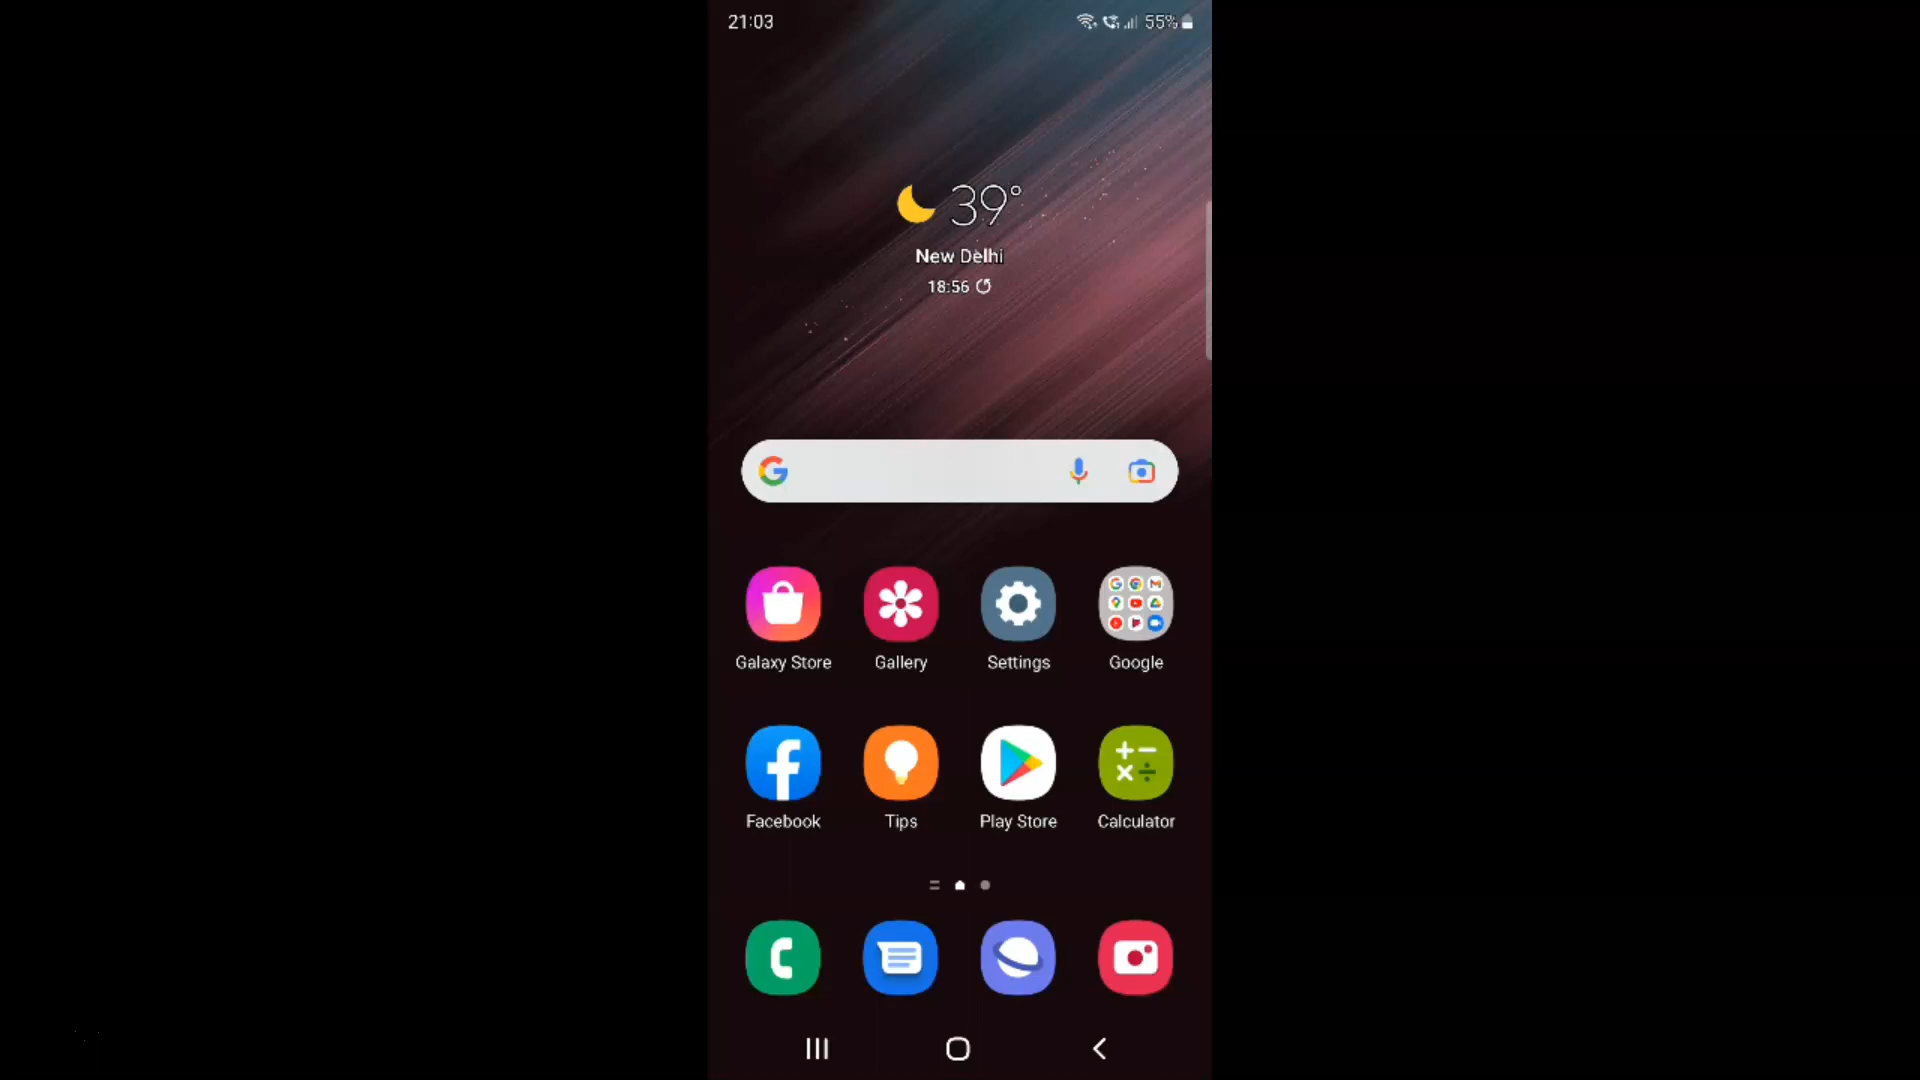 21:03
55%
39°
New Delhi
18:56
Galaxy Store
Gallery
Settings
Google
Facebook
Tips
Play Store
Calculator